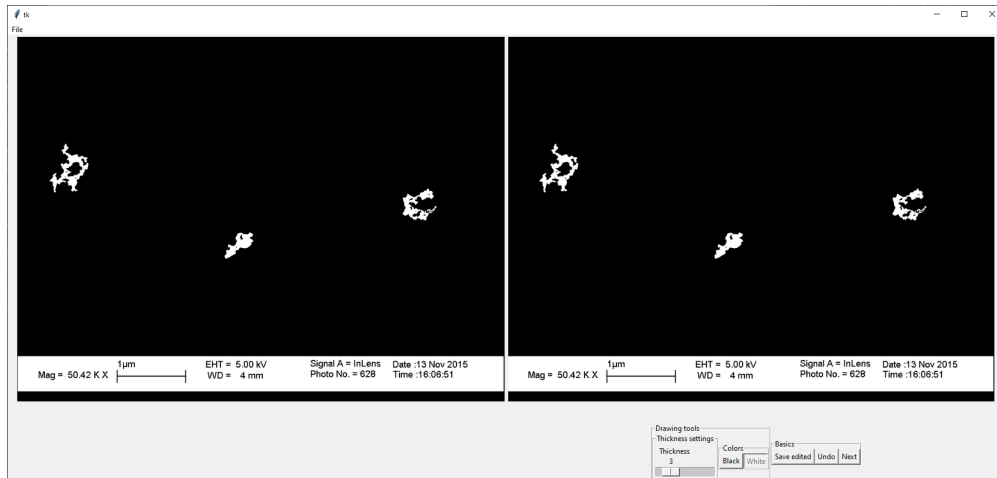 tk
File
1µm
Mag = 50.42 K X
EHT = 5.00 kV
WD = 4 mm
Signal A = InLens
Photo No. = 628
Date :13 Nov 2015
Time :16:06:51
1µm
Mag = 50.42 K X
EHT = 5.00 kV
WD = 4 mm
Signal A = InLens
Photo No. = 628
Date :13 Nov 2015
Time :16:06:51
Drawing tools
Thickness settings
Thickness
3
Colors
Black White
Basics
Save edited Undo Next